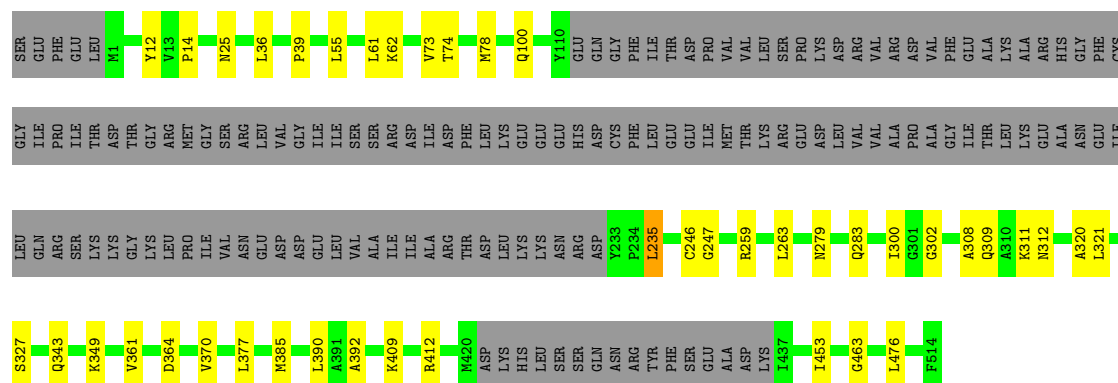 SER GLU PHE GLU LEU M1 Y12 V13 P14 N25 L36 P39 L55 L61 K62 V73 T74 M78 Q100 Y110 GLU GLN GLY PHE ILE THR ASP PRO VAL VAL LEU SER PRO LYS ASP ARG VAL ARG ASP VAL PHE GLU ALA LYS ALA ARG HIS GLY PHE CYS
GLY ILE PRO ILE THR ASP THR GLY ARG MET GLY SER ARG LEU VAL GLY ILE ILE SER SER ARG ASP ILE ASP PHE LEU LYS GLU GLU GLU HIS ASP CYS PHE LEU GLU GLU ILE MET THR LYS ARG GLU ASP LEU VAL VAL ALA PRO ALA GLY ILE THR LEU LYS GLU ALA ASN GLU ILE
LEU GLN ARG SER LYS LYS GLY LYS LEU PRO ILE VAL ASN GLU ASP ASP GLU LEU VAL ALA ILE ILE ALA ARG THR ASP LEU LYS LYS ASN ARG ASP Y233 P234 L235 C246 G247 R259 L263 N279 Q283 I300 G301 G302 A308 Q309 A310 K311 N312 A320 L321
S327 Q343 K349 V361 D364 V370 L377 M385 L390 A391 A392 K409 R412 M420 ASP LYS HIS LEU SER SER GLN ASN ARG TYR PHE SER GLU ALA ASP LYS I437 I453 G463 L476 F514